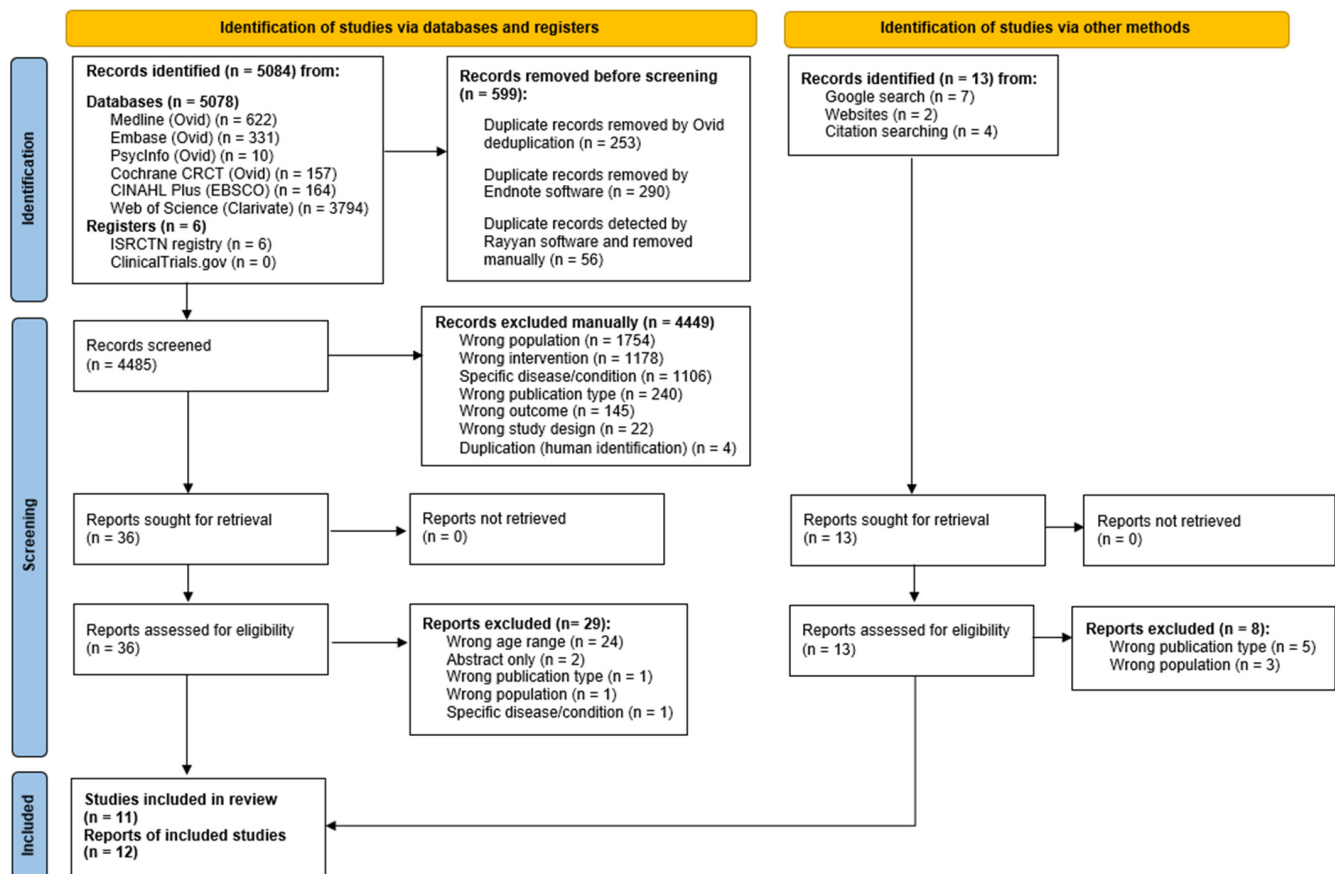 Identification of studies via databases and registers
Identification of studies via other methods
Identification
Records identified (n = 5084) from:
Databases (n = 5078)
Medline (Ovid) (n = 622)
Embase (Ovid) (n = 331)
PsycInfo (Ovid) (n = 10)
Cochrane CRCT (Ovid) (n = 157)
CINAHL Plus (EBSCO) (n = 164)
Web of Science (Clarivate) (n = 3794)
Registers (n = 6)
ISRCTN registry (n = 6)
ClinicalTrials.gov (n = 0)
Records removed before screening
(n = 599):
Duplicate records removed by Ovid
deduplication (n = 253)
Duplicate records removed by
Endnote software (n = 290)
Duplicate records detected by
Rayyan software and removed
manually (n = 56)
Records identified (n = 13) from:
Google search (n = 7)
Websites (n = 2)
Citation searching (n = 4)
Screening
Records screened
(n = 4485)
Records excluded manually (n = 4449)
Wrong population (n = 1754)
Wrong intervention (n = 1178)
Specific disease/condition (n = 1106)
Wrong publication type (n = 240)
Wrong outcome (n = 145)
Wrong study design (n = 22)
Duplication (human identification) (n = 4)
Reports sought for retrieval
(n = 36)
Reports not retrieved
(n = 0)
Reports sought for retrieval
(n = 13)
Reports not retrieved
(n = 0)
Reports assessed for eligibility
(n = 36)
Reports excluded (n= 29):
Wrong age range (n = 24)
Abstract only (n = 2)
Wrong publication type (n = 1)
Wrong population (n = 1)
Specific disease/condition (n = 1)
Reports assessed for eligibility
(n = 13)
Reports excluded (n = 8):
Wrong publication type (n = 5)
Wrong population (n = 3)
Included
Studies included in review
(n = 11)
Reports of included studies
(n = 12)